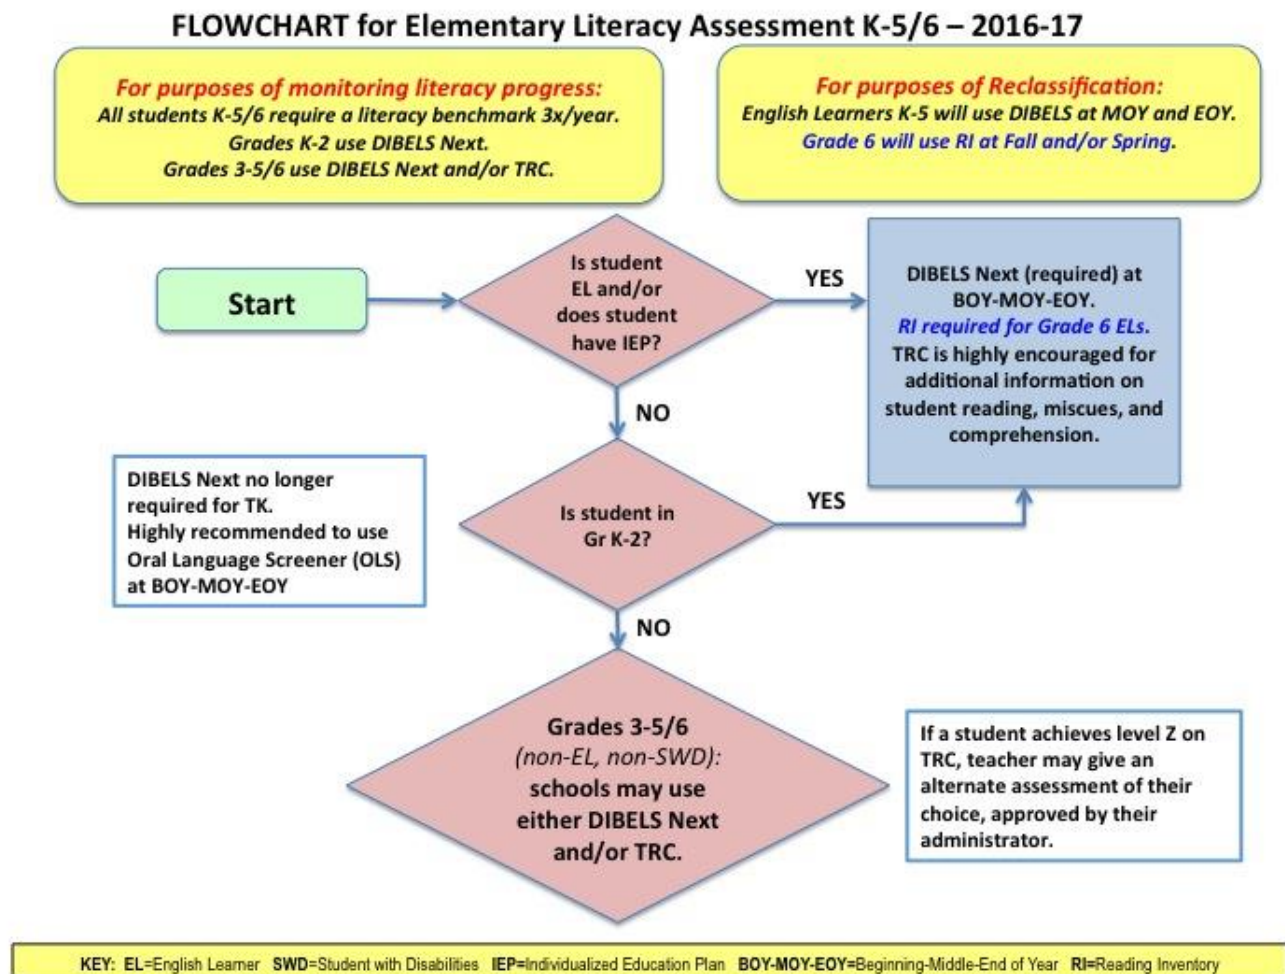 FLOWCHART for Elementary Literacy Assessment K-5/6 – 2016-17
For purposes of monitoring literacy progress:
All students K-5/6 require a literacy benchmark 3x/year.
Grades K-2 use DIBELS Next.
Grades 3-5/6 use DIBELS Next and/or TRC.
For purposes of Reclassification:
English Learners K-5 will use DIBELS at MOY and EOY.
Grade 6 will use RI at Fall and/or Spring.
Start
Is student
EL and/or
does student
have IEP?
YES
DIBELS Next (required) at
BOY-MOY-EOY.
RI required for Grade 6 ELs.
TRC is highly encouraged for
additional information on
student reading, miscues, and
comprehension.
NO
DIBELS Next no longer
required for TK.
Highly recommended to use
Oral Language Screener (OLS)
at BOY-MOY-EOY
Is student in
Gr K-2?
YES
NO
Grades 3-5/6
(non-EL, non-SWD):
schools may use
either DIBELS Next
and/or TRC.
If a student achieves level Z on
TRC, teacher may give an
alternate assessment of their
choice, approved by their
administrator.
KEY: EL=English Learner SWD=Student with Disabilities IEP=Individualized Education Plan BOY-MOY-EOY=Beginning-Middle-End of Year RI=Reading Inventory